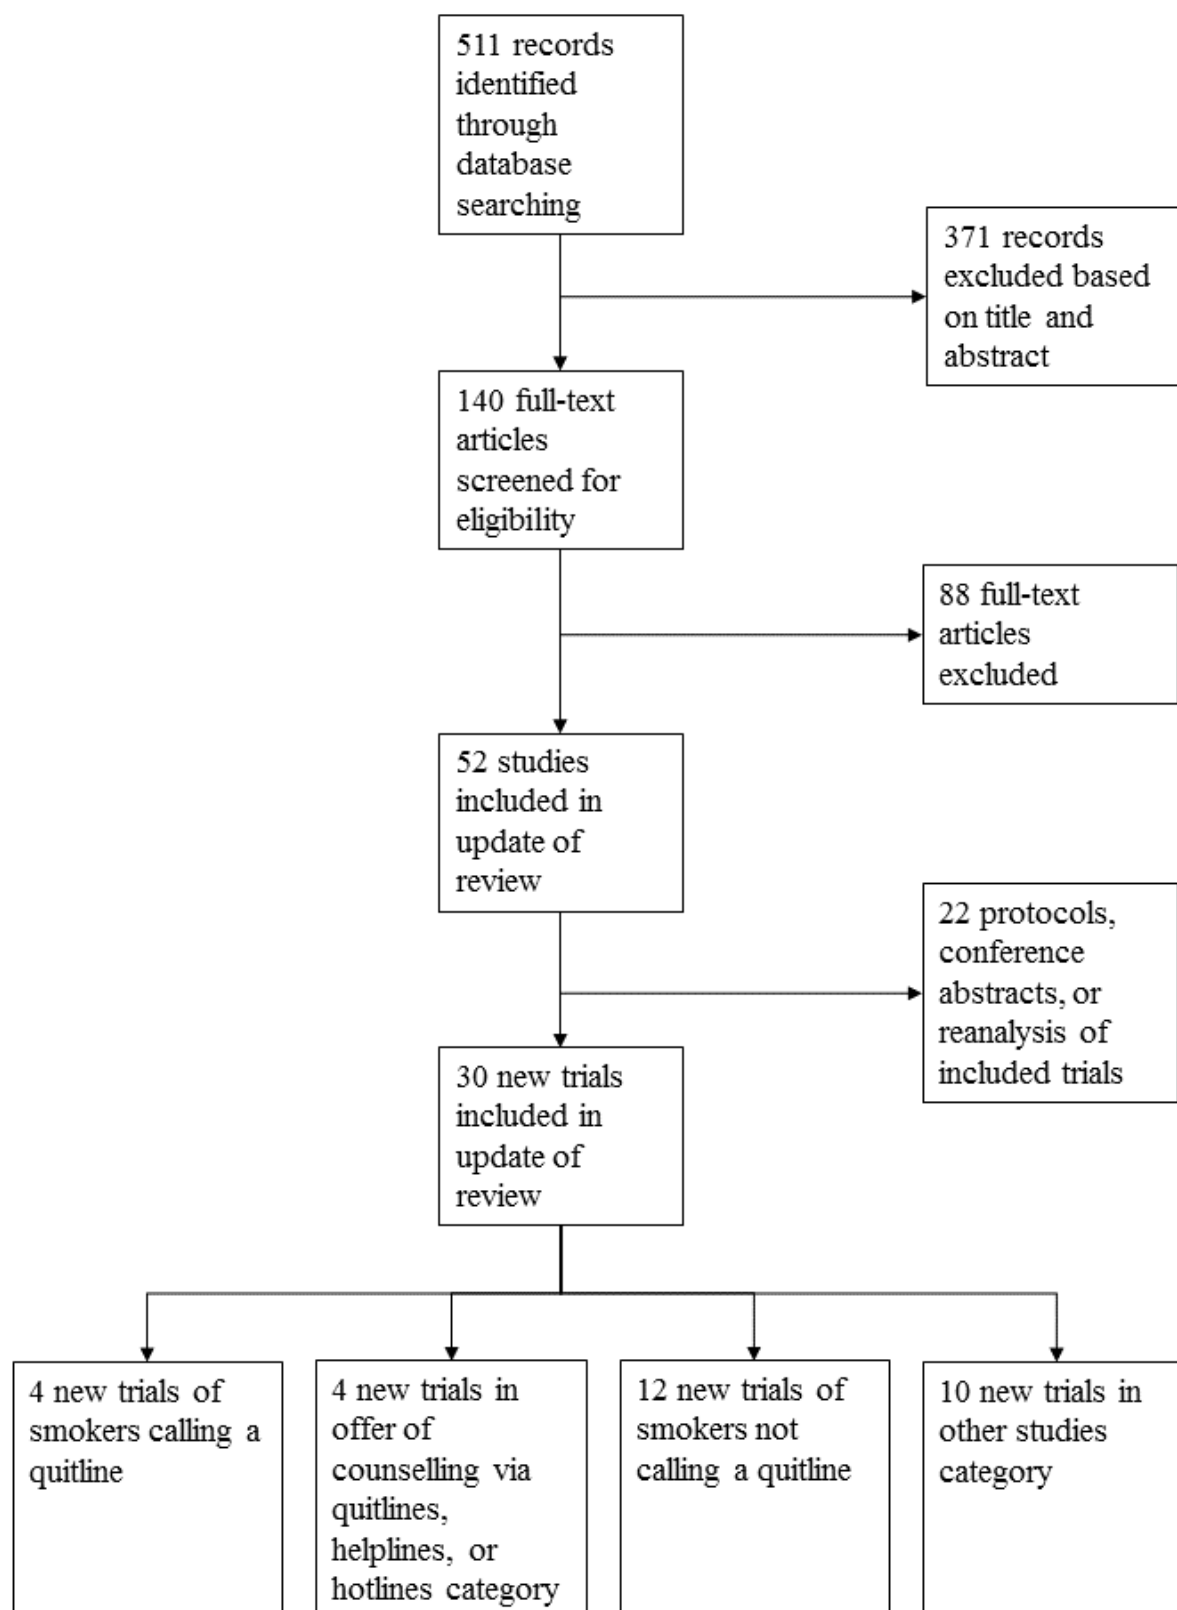 511 records
identified
through
database
searching
371 records
excluded based
on title and
abstract
140 full-text
articles
screened for
eligibility
88 full-text
articles
excluded
52 studies
included in
update of
review
22 protocols,
conference
abstracts, or
reanalysis of
included trials
30 new trials
included in
update of
review
4 new trials of
smokers calling a
quitline
4 new trials in
offer of
counselling via
quitlines,
helplines, or
hotlines category
12 new trials of
smokers not
calling a quitline
10 new trials in
other studies
category